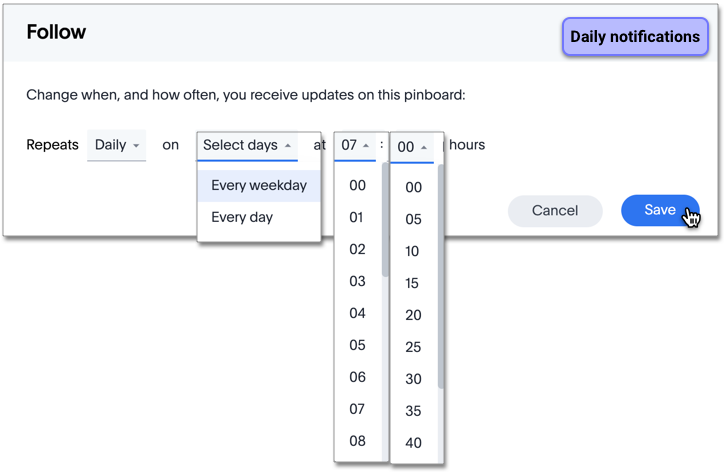 Follow
Daily notifications
Change when, and how often, you receive updates on this pinboard:
Repeats Daily on Select days at 07 : 00 hours
Every weekday
Every day
00
01
02
03
04
05
06
07
08
00
05
10
15
20
25
30
35
40
Cancel
Save